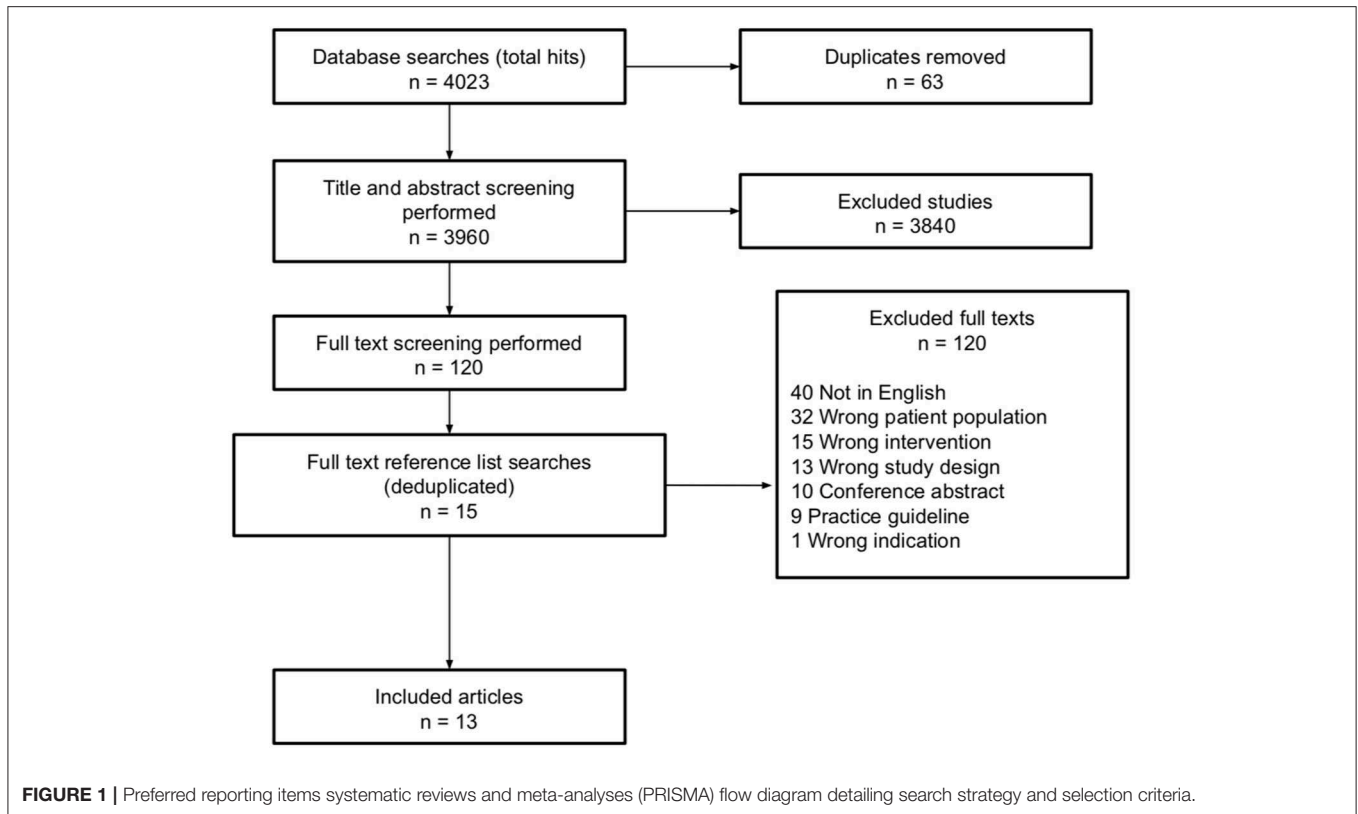 Database searches (total hits)
n = 4023
Duplicates removed
n = 63
Title and abstract screening
performed
n = 3960
Excluded studies
n = 3840
Full text screening performed
n = 120
Excluded full texts
n = 120
40 Not in English
32 Wrong patient population
15 Wrong intervention
13 Wrong study design
10 Conference abstract
9 Practice guideline
1 Wrong indication
Full text reference list searches
(deduplicated)
n = 15
Included articles
n = 13
FIGURE 1 | Preferred reporting items systematic reviews and meta-analyses (PRISMA) flow diagram detailing search strategy and selection criteria.